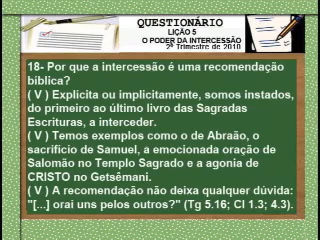 QUESTIONÁRIO
LIÇÃO 5
O PODER DA INTERCESSÃO
2º Trimestre de 2010
18- Por que a intercessão é uma recomendação
bíblica?
( V ) Explicita ou implicitamente, somos instados,
do primeiro ao último livro das Sagradas
Escrituras, a interceder.
( V ) Temos exemplos como o de Abraão, o
sacrifício de Samuel, a emocionada oração de
Salomão no Templo Sagrado e a agonia de
CRISTO no Getsêmani.
( V ) A recomendação não deixa qualquer dúvida:
"[...] orai uns pelos outros?" (Tg 5.16; Cl 1.3; 4.3).